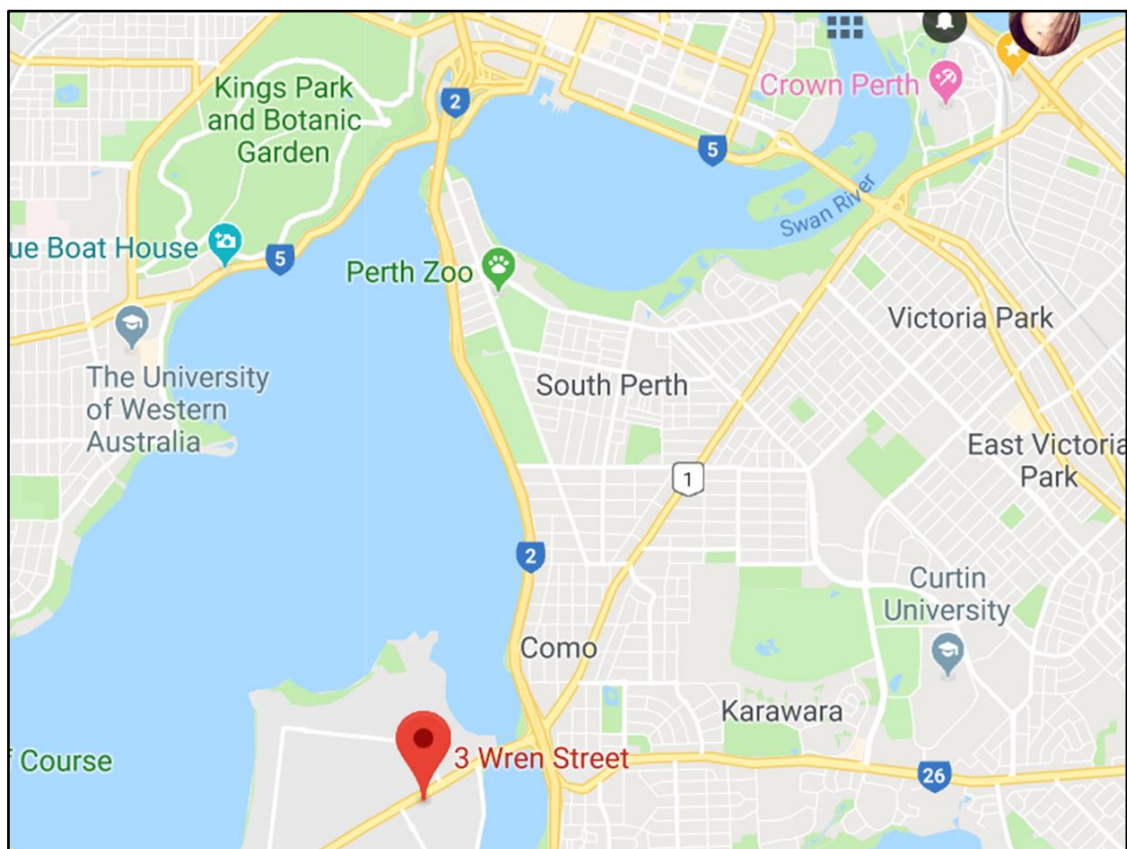 Kings Park
and Botanic
Garden
2
Crown Perth
5
Swan River
ue Boat House
5
Perth Zoo
Victoria Park
The University
of Western
Australia
South Perth
East Victoria
Park
1
2
Curtin
University
Como
Karawara
3 Wren Street
Course
26